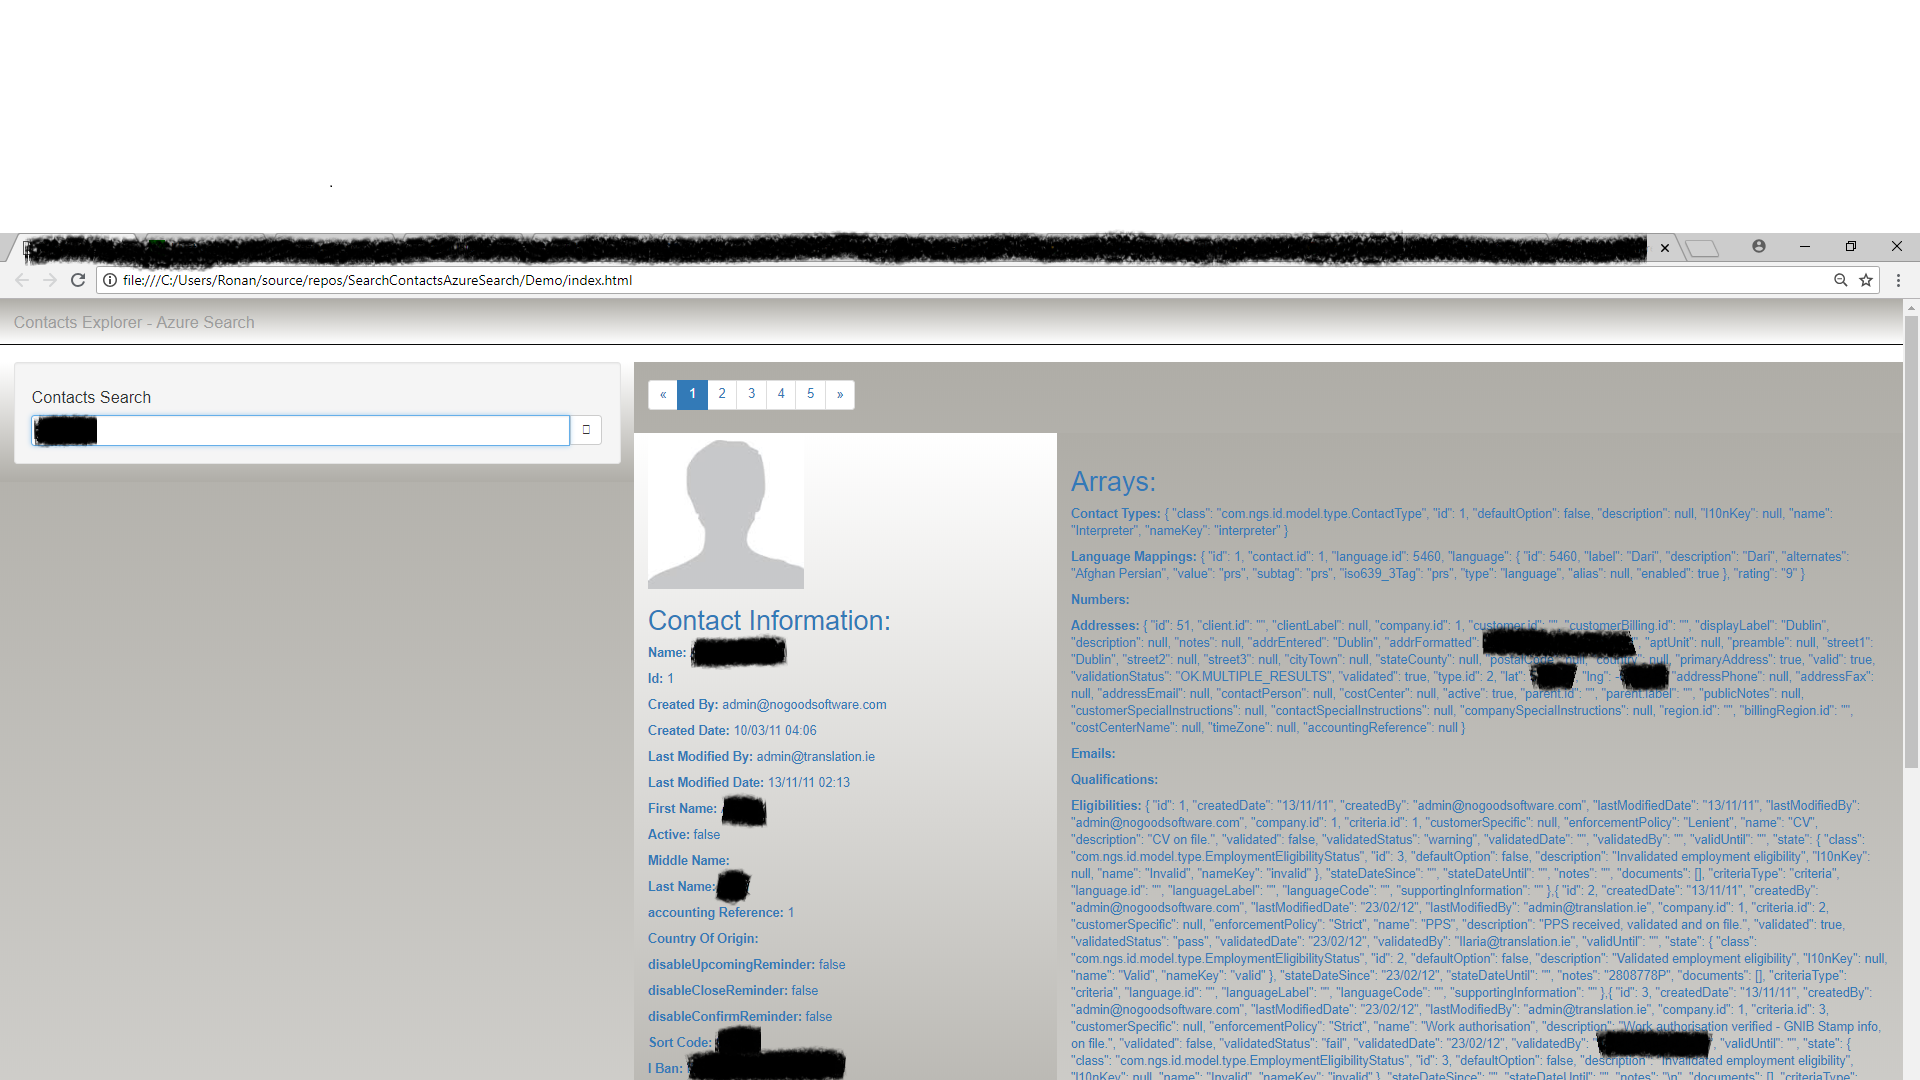 .
file:///C:/Users/Ronan/source/repos/SearchContactsAzureSearch/Demo/index.html
Contacts Explorer - Azure Search
Contacts Search
« 1 2 3 4 5 »
Contact Information:
Name:
Id: 1
Created By: admin@nogoodsoftware.com
Created Date: 10/03/11 04:06
Last Modified By: admin@translation.ie
Last Modified Date: 13/11/11 02:13
First Name:
Active: false
Middle Name:
Last Name:
accounting Reference: 1
Country Of Origin:
disableUpcomingReminder: false
disableCloseReminder: false
disableConfirmReminder: false
Sort Code:
I Ban:
Arrays:
Contact Types: { "class": "com.ngs.id.model.type.ContactType", "id": 1, "defaultOption": false, "description": null, "l10nKey": null, "name":
"Interpreter", "nameKey": "interpreter" }
Language Mappings: { "id": 1, "contact.id": 1, "language.id": 5460, "language": { "id": 5460, "label": "Dari", "description": "Dari", "alternates":
"Afghan Persian", "value": "prs", "subtag": "prs", "iso639_3Tag": "prs", "type": "language", "alias": null, "enabled": true }, "rating": "9" }
Numbers:
Addresses: { "id": 51, "client.id": "", "clientLabel": null, "company.id": 1, "customer.id": "", "customerBilling.id": "", "displayLabel": "Dublin",
"description": null, "notes": null, "addrEntered": "Dublin", "addrFormatted": ", "aptUnit": null, "preamble": null, "street1":
"Dublin", "street2": null, "street3": null, "cityTown": null, "stateCounty": null, "postalCode": null, "country": null, "primaryAddress": true, "valid": true,
"validationStatus": "OK.MULTIPLE_RESULTS", "validated": true, "type.id": 2, "lat": "lng": - "addressPhone": null, "addressFax":
null, "addressEmail": null, "contactPerson": null, "costCenter": null, "active": true, "parent.id": "", "parent.label": "", "publicNotes": null,
"customerSpecialInstructions": null, "contactSpecialInstructions": null, "companySpecialInstructions": null, "region.id": "", "billingRegion.id": "",
"costCenterName": null, "timeZone": null, "accountingReference": null }
Emails:
Qualifications:
Eligibilities: { "id": 1, "createdDate": "13/11/11", "createdBy": "admin@nogoodsoftware.com", "lastModifiedDate": "13/11/11", "lastModifiedBy":
"admin@nogoodsoftware.com", "company.id": 1, "criteria.id": 1, "customerSpecific": null, "enforcementPolicy": "Lenient", "name": "CV",
"description": "CV on file.", "validated": false, "validatedStatus": "warning", "validatedDate": "", "validatedBy": "", "validUntil": "", "state": { "class":
"com.ngs.id.model.type.EmploymentEligibilityStatus", "id": 3, "defaultOption": false, "description": "Invalidated employment eligibility", "l10nKey":
null, "name": "Invalid", "nameKey": "invalid" }, "stateDateSince": "", "stateDateUntil": "", "notes": "", "documents": [], "criteriaType": "criteria",
"language.id": "", "languageLabel": "", "languageCode": "", "supportingInformation": "" },{ "id": 2, "createdDate": "13/11/11", "createdBy":
"admin@nogoodsoftware.com", "lastModifiedDate": "23/02/12", "lastModifiedBy": "admin@translation.ie", "company.id": 1, "criteria.id": 2,
"customerSpecific": null, "enforcementPolicy": "Strict", "name": "PPS", "description": "PPS received, validated and on file.", "validated": true,
"validatedStatus": "pass", "validatedDate": "23/02/12", "validatedBy": "Ilaria@translation.ie", "validUntil": "", "state": { "class":
"com.ngs.id.model.type.EmploymentEligibilityStatus", "id": 2, "defaultOption": false, "description": "Validated employment eligibility", "l10nKey": null,
"name": "Valid", "nameKey": "valid" }, "stateDateSince": "23/02/12", "stateDateUntil": "", "notes": "2808778P", "documents": [], "criteriaType":
"criteria", "language.id": "", "languageLabel": "", "languageCode": "", "supportingInformation": "" },{ "id": 3, "createdDate": "13/11/11", "createdBy":
"admin@nogoodsoftware.com", "lastModifiedDate": "23/02/12", "lastModifiedBy": "admin@translation.ie", "company.id": 1, "criteria.id": 3,
"customerSpecific": null, "enforcementPolicy": "Strict", "name": "Work authorisation", "description": "Work authorisation verified - GNIB Stamp info,
on file.", "validated": false, "validatedStatus": "fail", "validatedDate": "23/02/12", "validatedBy": ", "validUntil": "", "state": {
"class": "com.ngs.id.model.type.EmploymentEligibilityStatus", "id": 3, "defaultOption": false, "description": "Invalidated employment eligibility",
"l10nKey": null, "name": "Invalid", "nameKey": "invalid" }, "stateDateSince": "", "stateDateUntil": "", "notes": "\n", "documents": [], "criteriaType":